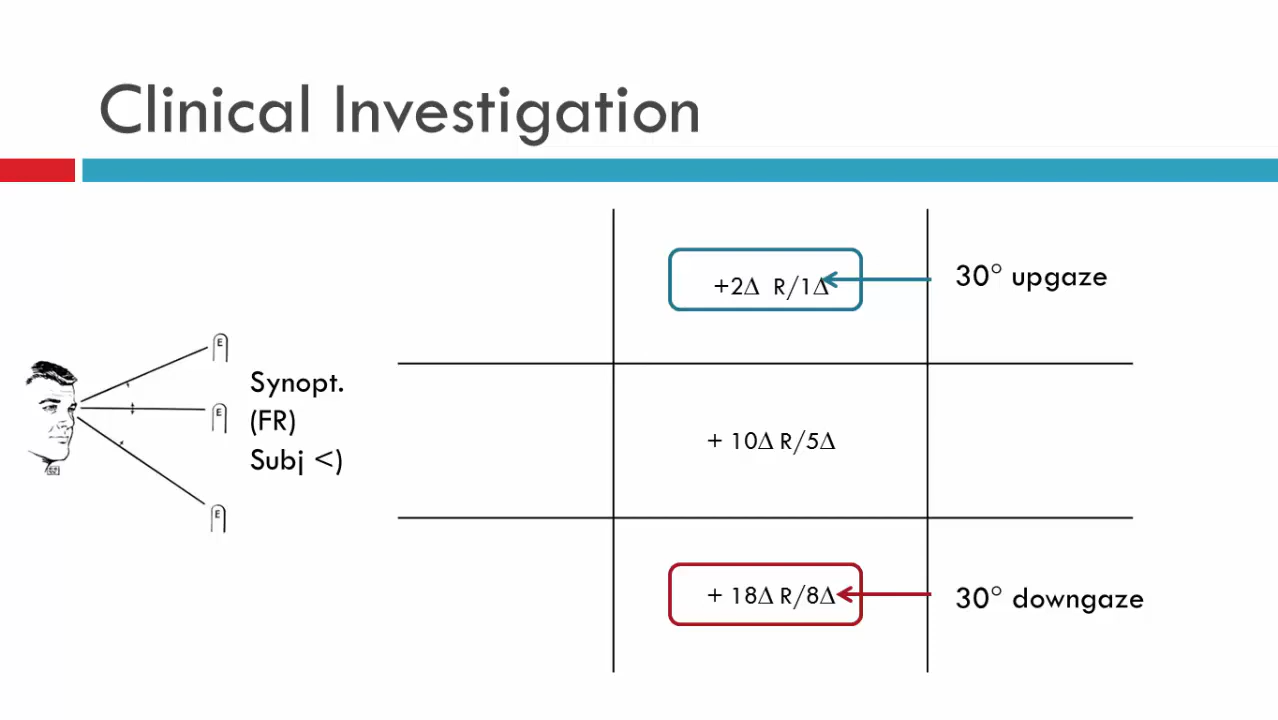 Clinical Investigation
+2Δ R/1Δ
30° upgaze
E
Synopt.
(FR)
Subj <)
E
+ 10Δ R/5Δ
E
+ 18Δ R/8Δ
30° downgaze